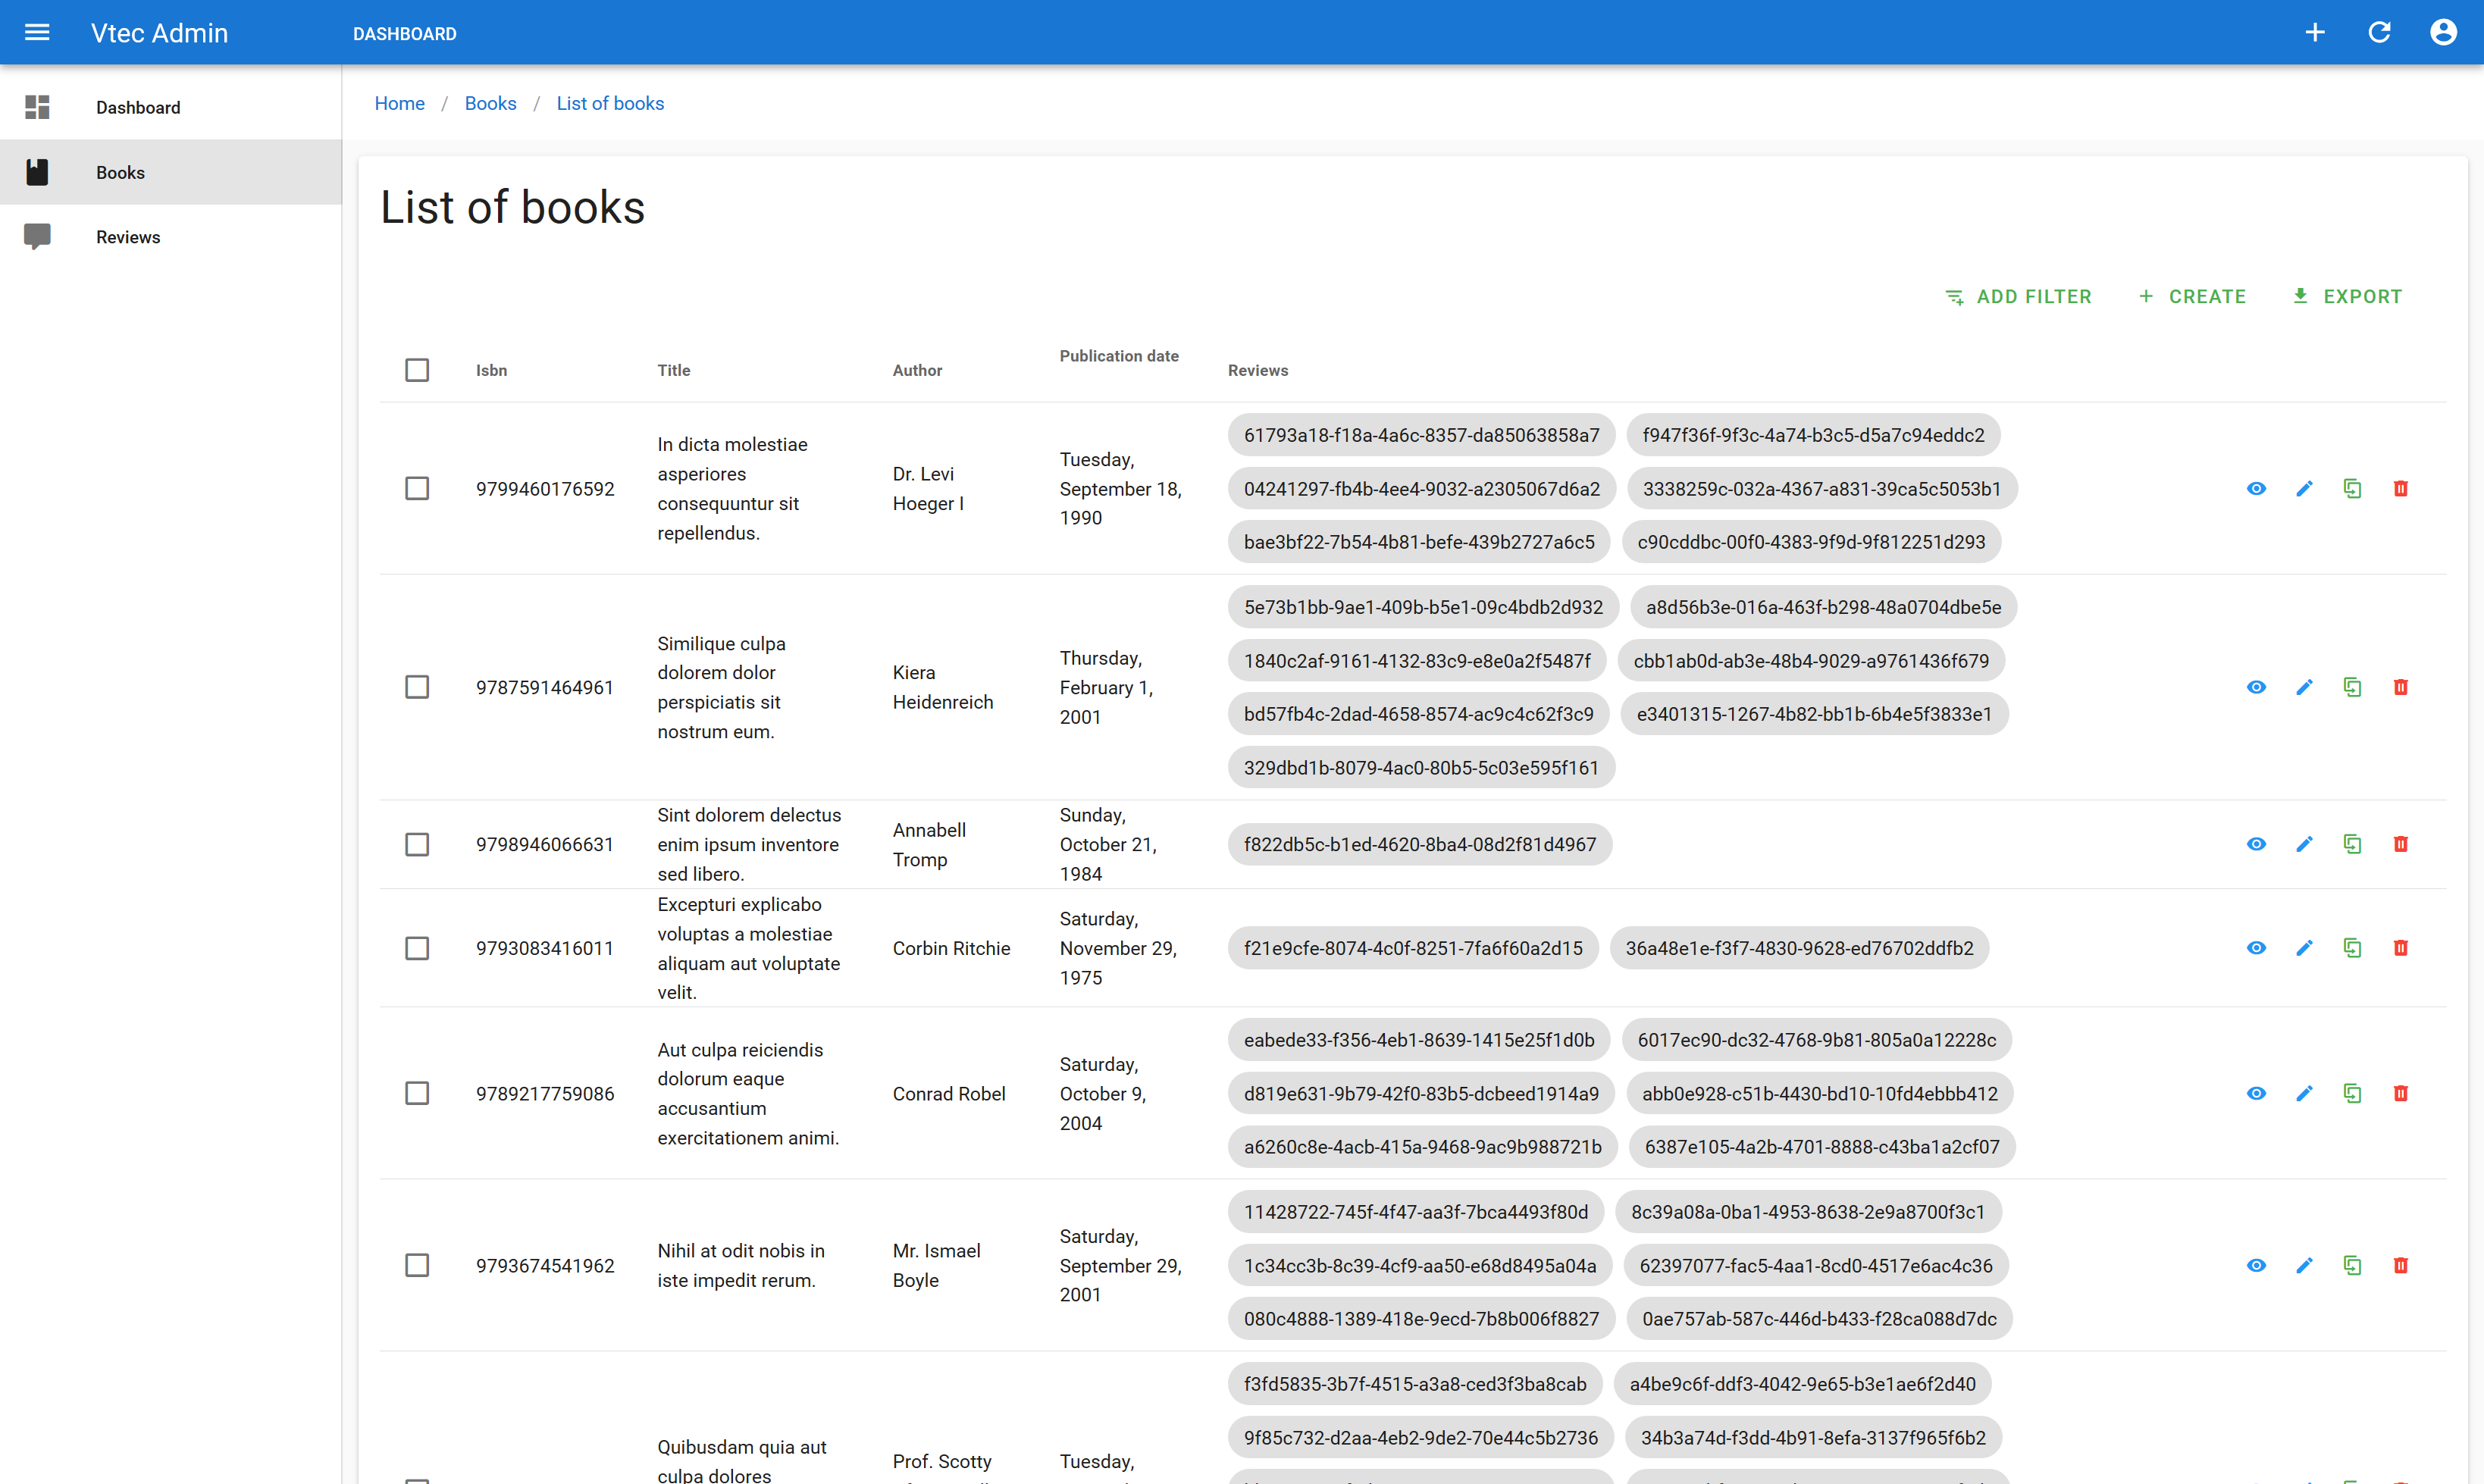 Vtec Admin
DASHBOARD
Dashboard
Books
Reviews
Home / Books / List of books
List of books
ADD FILTER
CREATE
EXPORT
Isbn
Title
Author
Publication date
Reviews
9799460176592
In dicta molestiae
asperiores
consequuntur sit
repellendus.
Dr. Levi
Hoeger I
Tuesday,
September 18,
1990
61793a18-f18a-4a6c-8357-da85063858a7
f947f36f-9f3c-4a74-b3c5-d5a7c94eddc2
04241297-fb4b-4ee4-9032-a2305067d6a2
3338259c-032a-4367-a831-39ca5c5053b1
bae3bf22-7b54-4b81-befe-439b2727a6c5
c90cddbc-00f0-4383-9f9d-9f812251d293
9787591464961
Similique culpa
dolorem dolor
perspiciatis sit
nostrum eum.
Kiera
Heidenreich
Thursday,
February 1,
2001
5e73b1bb-9ae1-409b-b5e1-09c4bdb2d932
a8d56b3e-016a-463f-b298-48a0704dbe5e
1840c2af-9161-4132-83c9-e8e0a2f5487f
cbb1ab0d-ab3e-48b4-9029-a9761436f679
bd57fb4c-2dad-4658-8574-ac9c4c62f3c9
e3401315-1267-4b82-bb1b-6b4e5f3833e1
329dbd1b-8079-4ac0-80b5-5c03e595f161
9798946066631
Sint dolorem delectus
enim ipsum inventore
sed libero.
Annabell
Tromp
Sunday,
October 21,
1984
f822db5c-b1ed-4620-8ba4-08d2f81d4967
9793083416011
Excepturi explicabo
voluptas a molestiae
aliquam aut voluptate
velit.
Corbin Ritchie
Saturday,
November 29,
1975
f21e9cfe-8074-4c0f-8251-7fa6f60a2d15
36a48e1e-f3f7-4830-9628-ed76702ddfb2
9789217759086
Aut culpa reiciendis
dolorum eaque
accusantium
exercitationem animi.
Conrad Robel
Saturday,
October 9,
2004
eabede33-f356-4eb1-8639-1415e25f1d0b
6017ec90-dc32-4768-9b81-805a0a12228c
d819e631-9b79-42f0-83b5-dcbeed1914a9
abb0e928-c51b-4430-bd10-10fd4ebbb412
a6260c8e-4acb-415a-9468-9ac9b988721b
6387e105-4a2b-4701-8888-c43ba1a2cf07
9793674541962
Nihil at odit nobis in
iste impedit rerum.
Mr. Ismael
Boyle
Saturday,
September 29,
2001
11428722-745f-4f47-aa3f-7bca4493f80d
8c39a08a-0ba1-4953-8638-2e9a8700f3c1
1c34cc3b-8c39-4cf9-aa50-e68d8495a04a
62397077-fac5-4aa1-8cd0-4517e6ac4c36
080c4888-1389-418e-9ecd-7b8b006f8827
0ae757ab-587c-446d-b433-f28ca088d7dc
Quibusdam quia aut
culpa dolores
Prof. Scotty
Tuesday,
f3fd5835-3b7f-4515-a3a8-ced3f3ba8cab
a4be9c6f-ddf3-4042-9e65-b3e1ae6f2d40
9f85c732-d2aa-4eb2-9de2-70e44c5b2736
34b3a74d-f3dd-4b91-8efa-3137f965f6b2